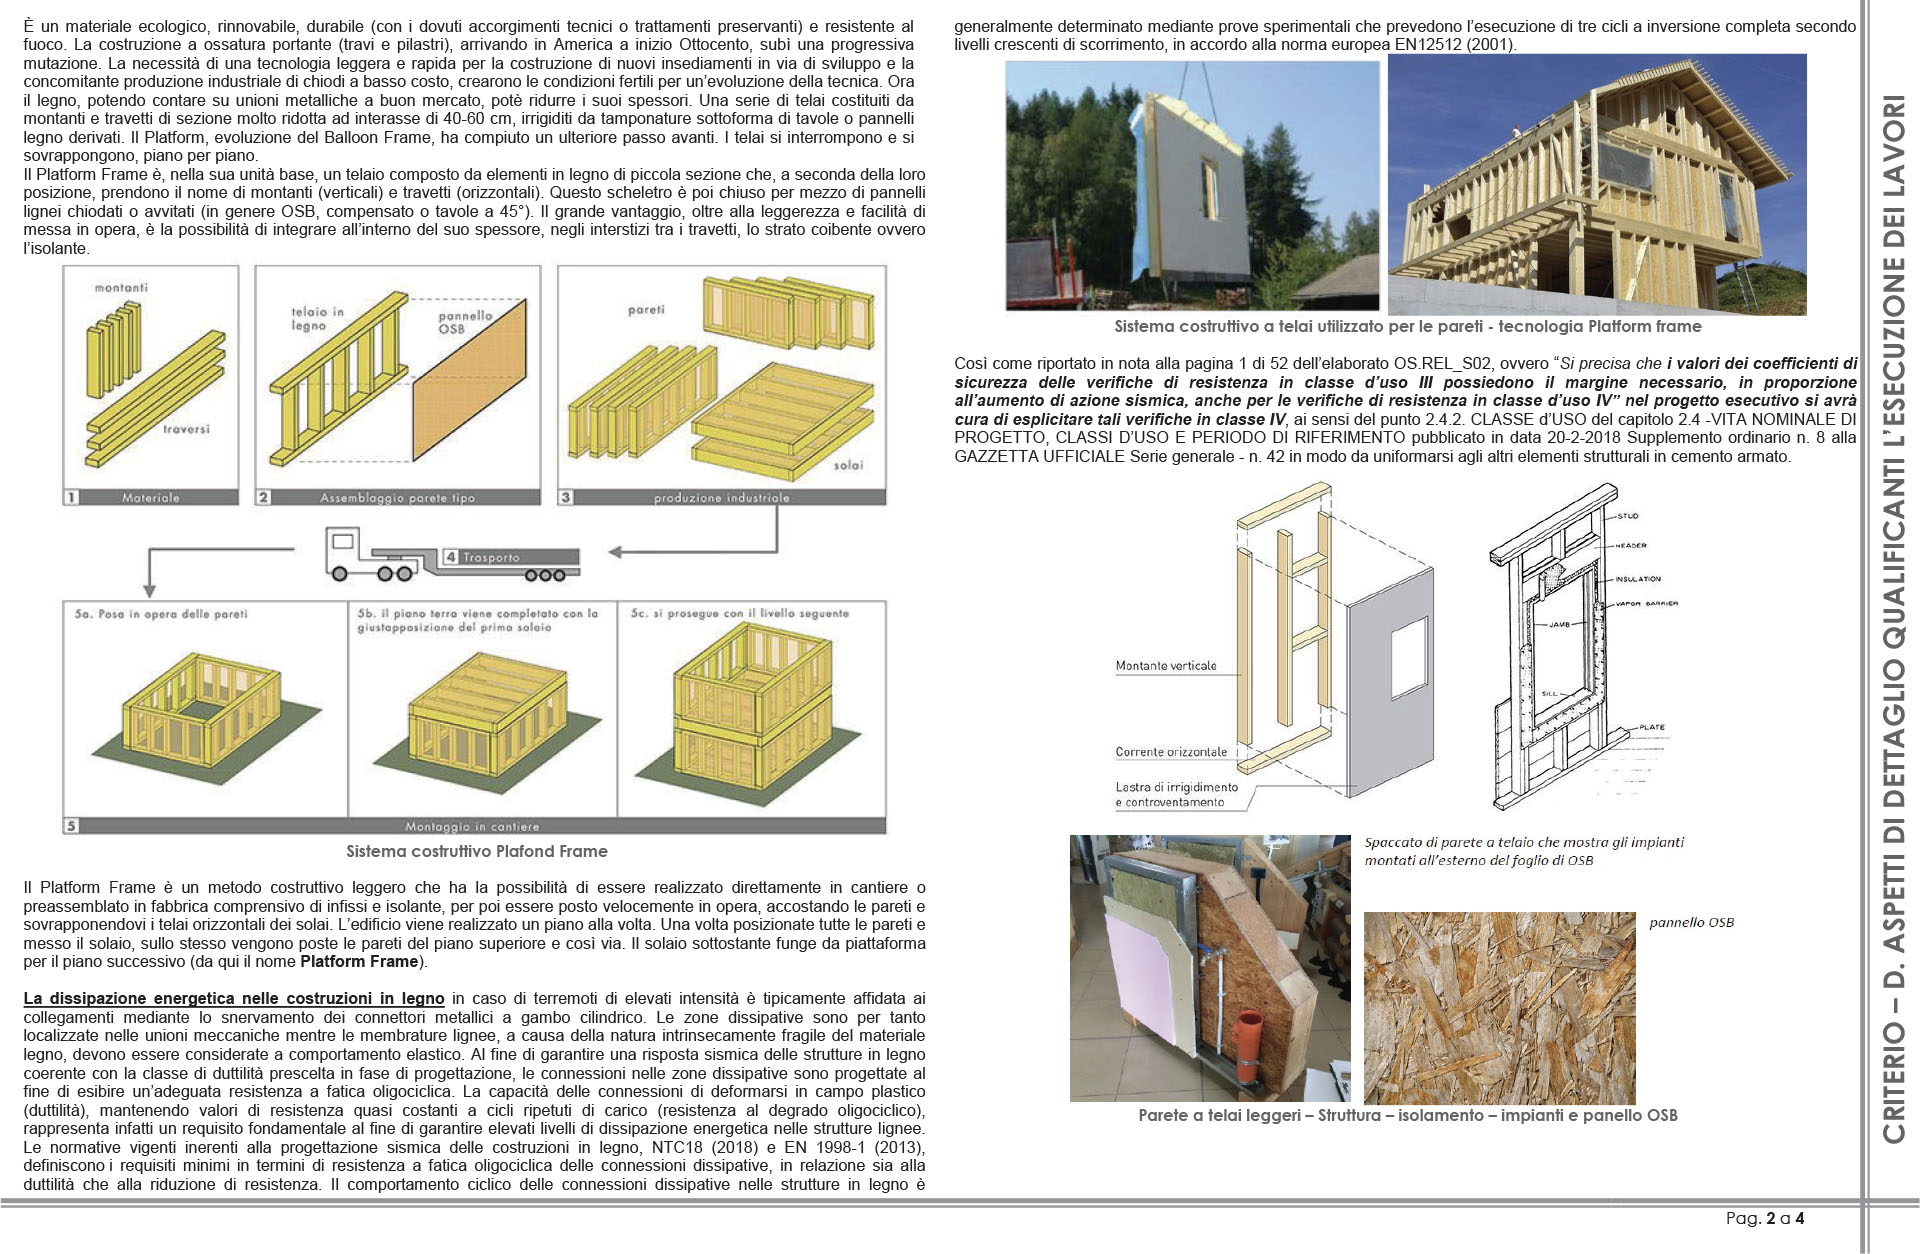 È un materiale ecologico, rinnovabile, durabile (con i dovuti accorgimenti tecnici o trattamenti preservanti) e resistente al
fuoco. La costruzione a ossatura portante (travi e pilastri), arrivando in America a inizio Ottocento, subì una progressiva
mutazione. La necessità di una tecnologia leggera e rapida per la costruzione di nuovi insediamenti in via di sviluppo e la
concomitante produzione industriale di chiodi a basso costo, crearono le condizioni fertili per un’evoluzione della tecnica. Ora
il legno, potendo contare su unioni metalliche a buon mercato, potè ridurre i suoi spessori. Una serie di telai costituiti da
montanti e travetti di sezione molto ridotta ad interasse di 40-60 cm, irrigiditi da tamponature sottoforma di tavole o pannelli
legno derivati. Il Platform, evoluzione del Balloon Frame, ha compiuto un ulteriore passo avanti. I telai si interrompono e si
sovrappongono, piano per piano.
Il Platform Frame è, nella sua unità base, un telaio composto da elementi in legno di piccola sezione che, a seconda della loro
posizione, prendono il nome di montanti (verticali) e travetti (orizzontali). Questo scheletro è poi chiuso per mezzo di pannelli
lignei chiodati o avvitati (in genere OSB, compensato o tavole a 45°). Il grande vantaggio, oltre alla leggerezza e facilità di
messa in opera, è la possibilità di integrare all’interno del suo spessore, negli interstizi tra i travetti, lo strato coibente ovvero
l’isolante.
montanti
traversi
1 Materiale
telaio in
legno
pannello
OSB
2 Assemblaggio parete tipo
pareti
solai
3 produzione industriale
4 Trasporto
5a. Posa in opera delle pareti
5b. il piano terra viene completato con la
giustapposizione del primo solaio
5c. si prosegue con il livello seguente
5 Montaggio in cantiere
Sistema costruttivo Plafond Frame
Il Platform Frame è un metodo costruttivo leggero che ha la possibilità di essere realizzato direttamente in cantiere o
preassemblato in fabbrica comprensivo di infissi e isolante, per poi essere posto velocemente in opera, accostando le pareti e
sovrapponendovi i telai orizzontali dei solai. L’edificio viene realizzato un piano alla volta. Una volta posizionate tutte le pareti e
messo il solaio, sullo stesso vengono poste le pareti del piano superiore e così via. Il solaio sottostante funge da piattaforma
per il piano successivo (da qui il nome Platform Frame).
La dissipazione energetica nelle costruzioni in legno in caso di terremoti di elevati intensità è tipicamente affidata ai
collegamenti mediante lo snervamento dei connettori metallici a gambo cilindrico. Le zone dissipative sono per tanto
localizzate nelle unioni meccaniche mentre le membrature lignee, a causa della natura intrinsecamente fragile del materiale
legno, devono essere considerate a comportamento elastico. Al fine di garantire una risposta sismica delle strutture in legno
coerente con la classe di duttilità prescelta in fase di progettazione, le connessioni nelle zone dissipative sono progettate al
fine di esibire un’adeguata resistenza a fatica oligociclica. La capacità delle connessioni di deformarsi in campo plastico
(duttilità), mantenendo valori di resistenza quasi costanti a cicli ripetuti di carico (resistenza al degrado oligociclico),
rappresenta infatti un requisito fondamentale al fine di garantire elevati livelli di dissipazione energetica nelle strutture lignee.
Le normative vigenti inerenti alla progettazione sismica delle costruzioni in legno, NTC18 (2018) e EN 1998-1 (2013),
definiscono i requisiti minimi in termini di resistenza a fatica oligociclica delle connessioni dissipative, in relazione sia alla
duttilità che alla riduzione di resistenza. Il comportamento ciclico delle connessioni dissipative nelle strutture in legno è
generalmente determinato mediante prove sperimentali che prevedono l’esecuzione di tre cicli a inversione completa secondo
livelli crescenti di scorrimento, in accordo alla norma europea EN12512 (2001).
Sistema costruttivo a telai utilizzato per le pareti - tecnologia Platform frame
Così come riportato in nota alla pagina 1 di 52 dell’elaborato OS.REL_S02, ovvero “Si precisa che i valori dei coefficienti di
sicurezza delle verifiche di resistenza in classe d’uso III possiedono il margine necessario, in proporzione
all’aumento di azione sismica, anche per le verifiche di resistenza in classe d’uso IV” nel progetto esecutivo si avrà
cura di esplicitare tali verifiche in classe IV, ai sensi del punto 2.4.2. CLASSE d’USO del capitolo 2.4 -VITA NOMINALE DI
PROGETTO, CLASSI D’USO E PERIODO DI RIFERIMENTO pubblicato in data 20-2-2018 Supplemento ordinario n. 8 alla
GAZZETTA UFFICIALE Serie generale - n. 42 in modo da uniformarsi agli altri elementi strutturali in cemento armato.
Montante verticale
Corrente orizzontale
Lastra di irrigidimento
e controventamento
STUD
HEADER
INSULATION
VAPOR BARRIER
JAMB
SILL
PLATE
Spaccato di parete a telaio che mostra gli impianti
montati all’esterno del foglio di OSB
pannello OSB
Parete a telai leggeri – Struttura – isolamento – impianti e panello OSB
CRITERIO – D. ASPETTI DI DETTAGLIO QUALIFICANTI L’ESECUZIONE DEI LAVORI
Pag. 2 a 4